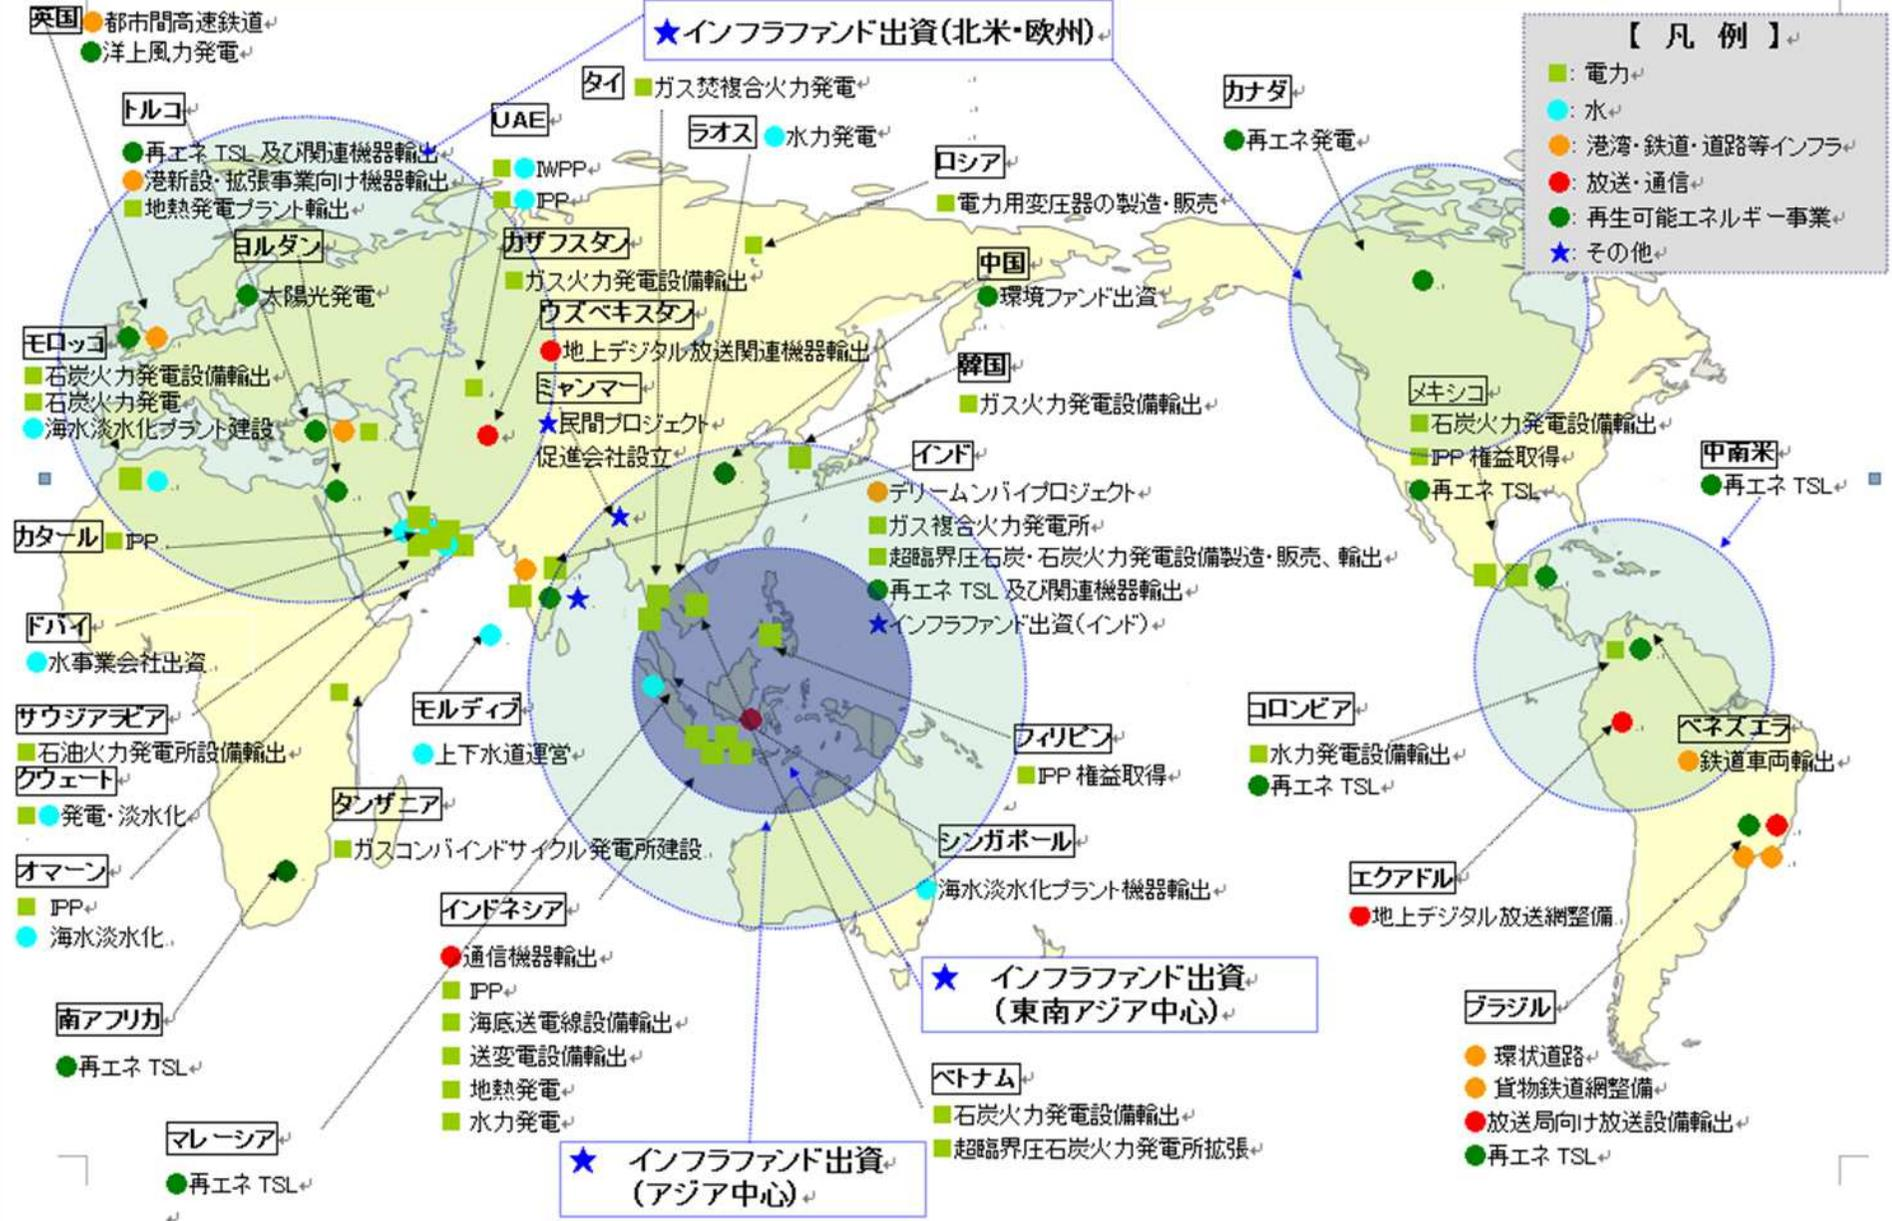 英国
都市間高速鉄道
洋上風力発電
★インフラファンド出資(北米・欧州)
【 凡 例 】
■: 電力
●: 水
●: 港湾・鉄道・道路等インフラ
●: 放送・通信
●: 再生可能エネルギー事業
★: その他
トルコ
再エネ TSL 及び関連機器輸出
港新設・拡張事業向け機器輸出
地熱発電プラント輸出
タイ
ガス焚複合火力発電
UAE
IWPP
IPP
ラオス
水力発電
ロシア
電力用変圧器の製造・販売
カナダ
再エネ発電
ヨルダン
太陽光発電
カザフスタン
ガス火力発電設備輸出
ウズベキスタン
地上デジタル放送関連機器輸出
中国
環境ファンド出資
モロッコ
石炭火力発電設備輸出
石炭火力発電
海水淡水化プラント建設
ミャンマー
★民間プロジェクト
促進会社設立
韓国
ガス火力発電設備輸出
メキシコ
石炭火力発電設備輸出
IPP 権益取得
再エネ TSL
中南米
再エネ TSL
インド
デリームンバイプロジェクト
ガス複合火力発電所
超臨界圧石炭・石炭火力発電設備製造・販売、輸出
再エネ TSL 及び関連機器輸出
★インフラファンド出資(インド)
カタール
IPP
ドバイ
水事業会社出資
サウジアラビア
石油火力発電所設備輸出
クウェート
発電・淡水化
オマーン
IPP
海水淡水化
モルディブ
上下水道運営
タンザニア
ガスコンバインドサイクル発電所建設
フィリピン
IPP 権益取得
コロンビア
水力発電設備輸出
再エネ TSL
ベネズエラ
鉄道車両輸出
シンガポール
海水淡水化プラント機器輸出
エクアドル
地上デジタル放送網整備
インドネシア
通信機器輸出
IPP
海底送電線設備輸出
送変電設備輸出
地熱発電
水力発電
★ インフラファンド出資
(東南アジア中心)
南アフリカ
再エネ TSL
ブラジル
環状道路
貨物鉄道網整備
放送局向け放送設備輸出
再エネ TSL
ベトナム
石炭火力発電設備輸出
超臨界圧石炭火力発電所拡張
マレーシア
再エネ TSL
★ インフラファンド出資
(アジア中心)